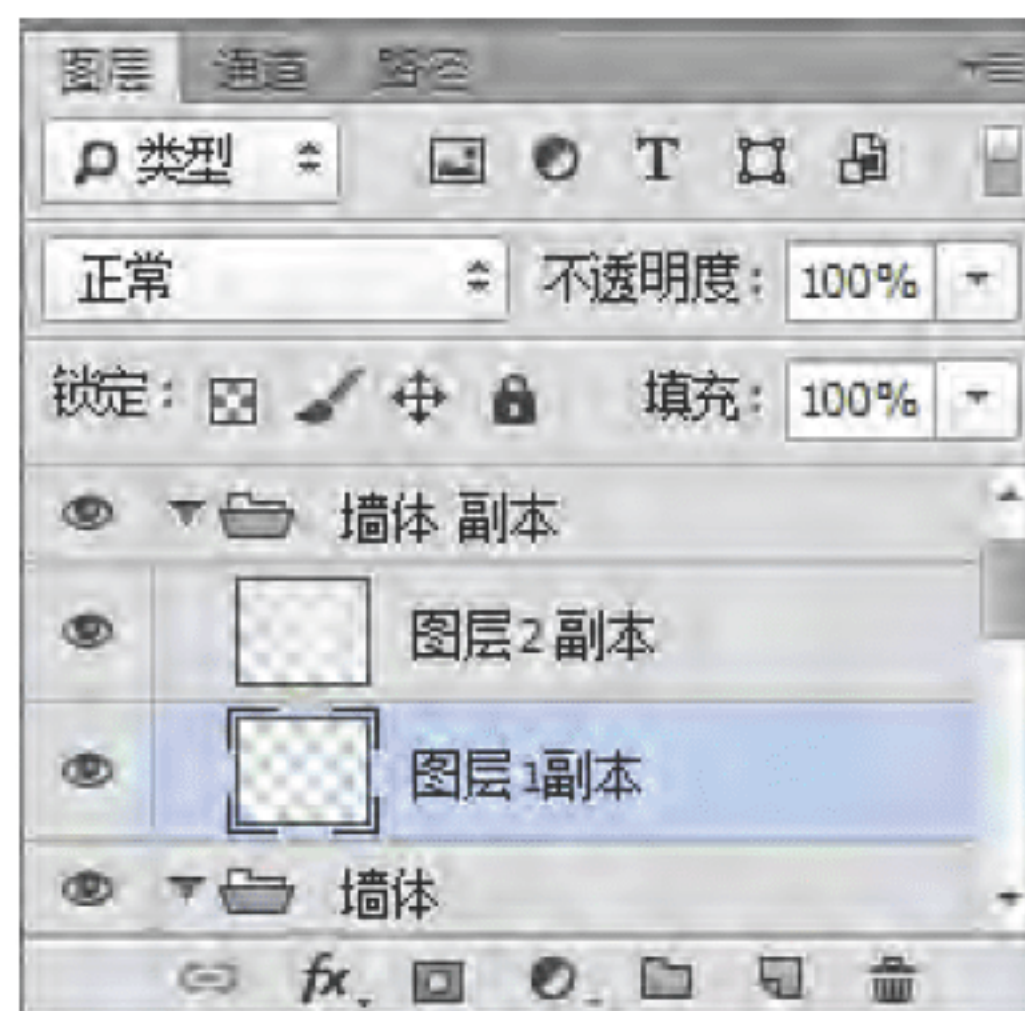 图层 通道 路径
类型 T
正常 不透明度: 100%
锁定: 填充: 100%
墙体 副本
图层 2 副本
图层 1副本
墙体
fx.